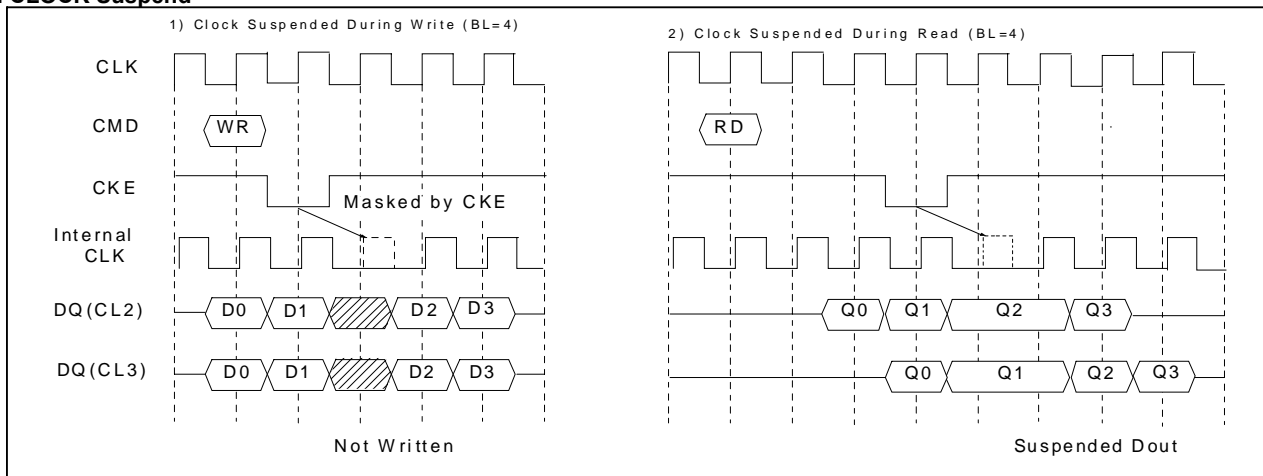 CLOCK Suspend
1) Clock Suspended During Write (BL=4)
2) Clock Suspended During Read (BL=4)
CLK
CMD
WR
RD
CKE
Masked by CKE
Internal
CLK
DQ(CL2)
D0 D1 D2 D3
Q0 Q1 Q2 Q3
DQ(CL3)
D0 D1 D2 D3
Q0 Q1 Q2 Q3
Not Written
Suspended Dout